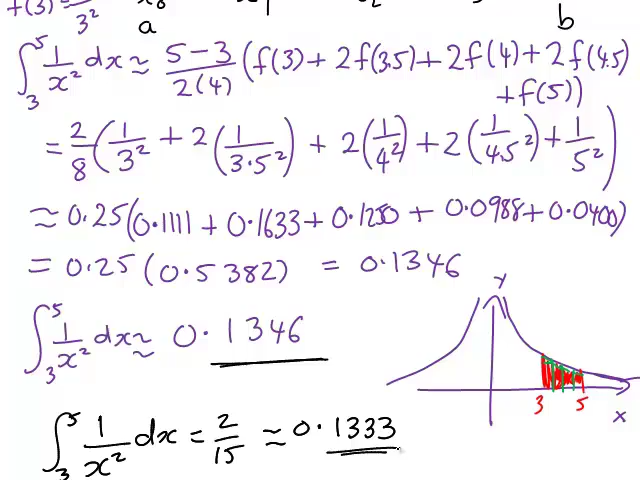 f(3) = 1/3²
a
b
∫₃⁵ 1/x² dx ≈ 5-3/2(4) (f(3) + 2f(3.5) + 2f(4) + 2f(4.5)
+ f(5))
= 2/8 (1/3² + 2(1/3.5²) + 2(1/4²) + 2(1/4.5²) + 1/5²)
≈ 0.25(0.1111 + 0.1633 + 0.1250 + 0.0988 + 0.0400)
= 0.25 (0.5382) = 0.1346
∫₃⁵ 1/x² dx ≈ 0.1346
y
3 5 x
∫₃⁵ 1/x² dx = 2/15 ≈ 0.1333